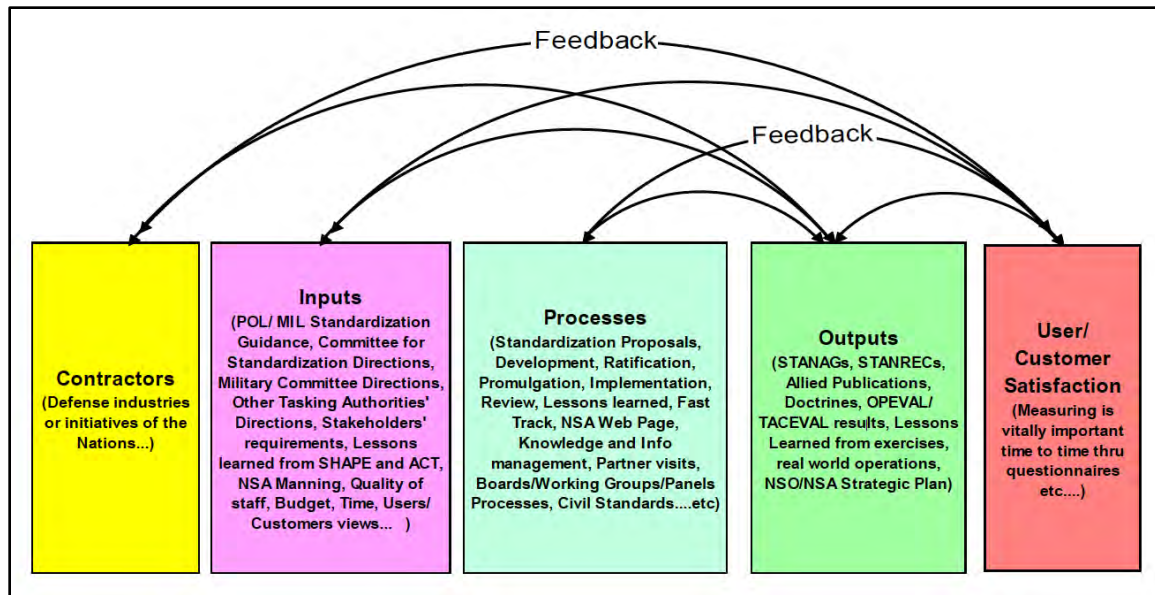 Feedback
Feedback
Contractors
(Defense industries
or initiatives of the
Nations...)
Inputs
(POL/ MIL Standardization
Guidance, Committee for
Standardization Directions,
Military Committee Directions,
Other Tasking Authorities'
Directions, Stakeholders'
requirements, Lessons
learned from SHAPE and ACT,
NSA Manning, Quality of
staff, Budget, Time, Users/
Customers views... )
Processes
(Standardization Proposals,
Development, Ratification,
Promulgation, Implementation,
Review, Lessons learned, Fast
Track, NSA Web Page,
Knowledge and Info
management, Partner visits,
Boards/Working Groups/Panels
Processes, Civil Standards....etc)
Outputs
(STANAGs, STANRECs,
Allied Publications,
Doctrines, OPEVAL/
TACEVAL results, Lessons
Learned from exercises,
real world operations,
NSO/NSA Strategic Plan)
User/
Customer
Satisfaction
(Measuring is
vitally important
time to time thru
questionnaires
etc....)